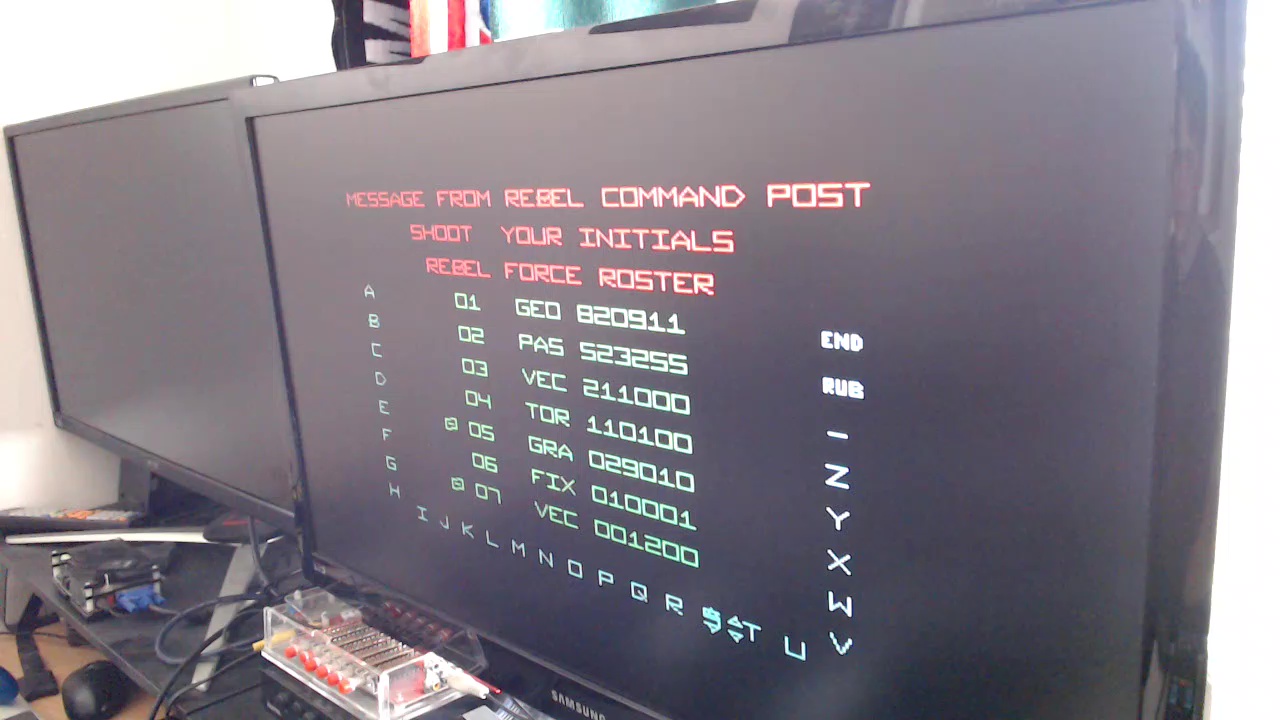 MESSAGE FROM REBEL COMMAND POST
SHOOT YOUR INITIALS
REBEL FORCE ROSTER
01 GEO 820911
02 PAS 523255
03 VEC 211000
04 TOR 110100
05 GRA 029010
06 FIX 010001
07 VEC 001200
A
B
C
D
E
F
G
H
I J K L M N O P Q R S T U
END
RUB
-
Z
Y
X
W
V
SAMSUNG